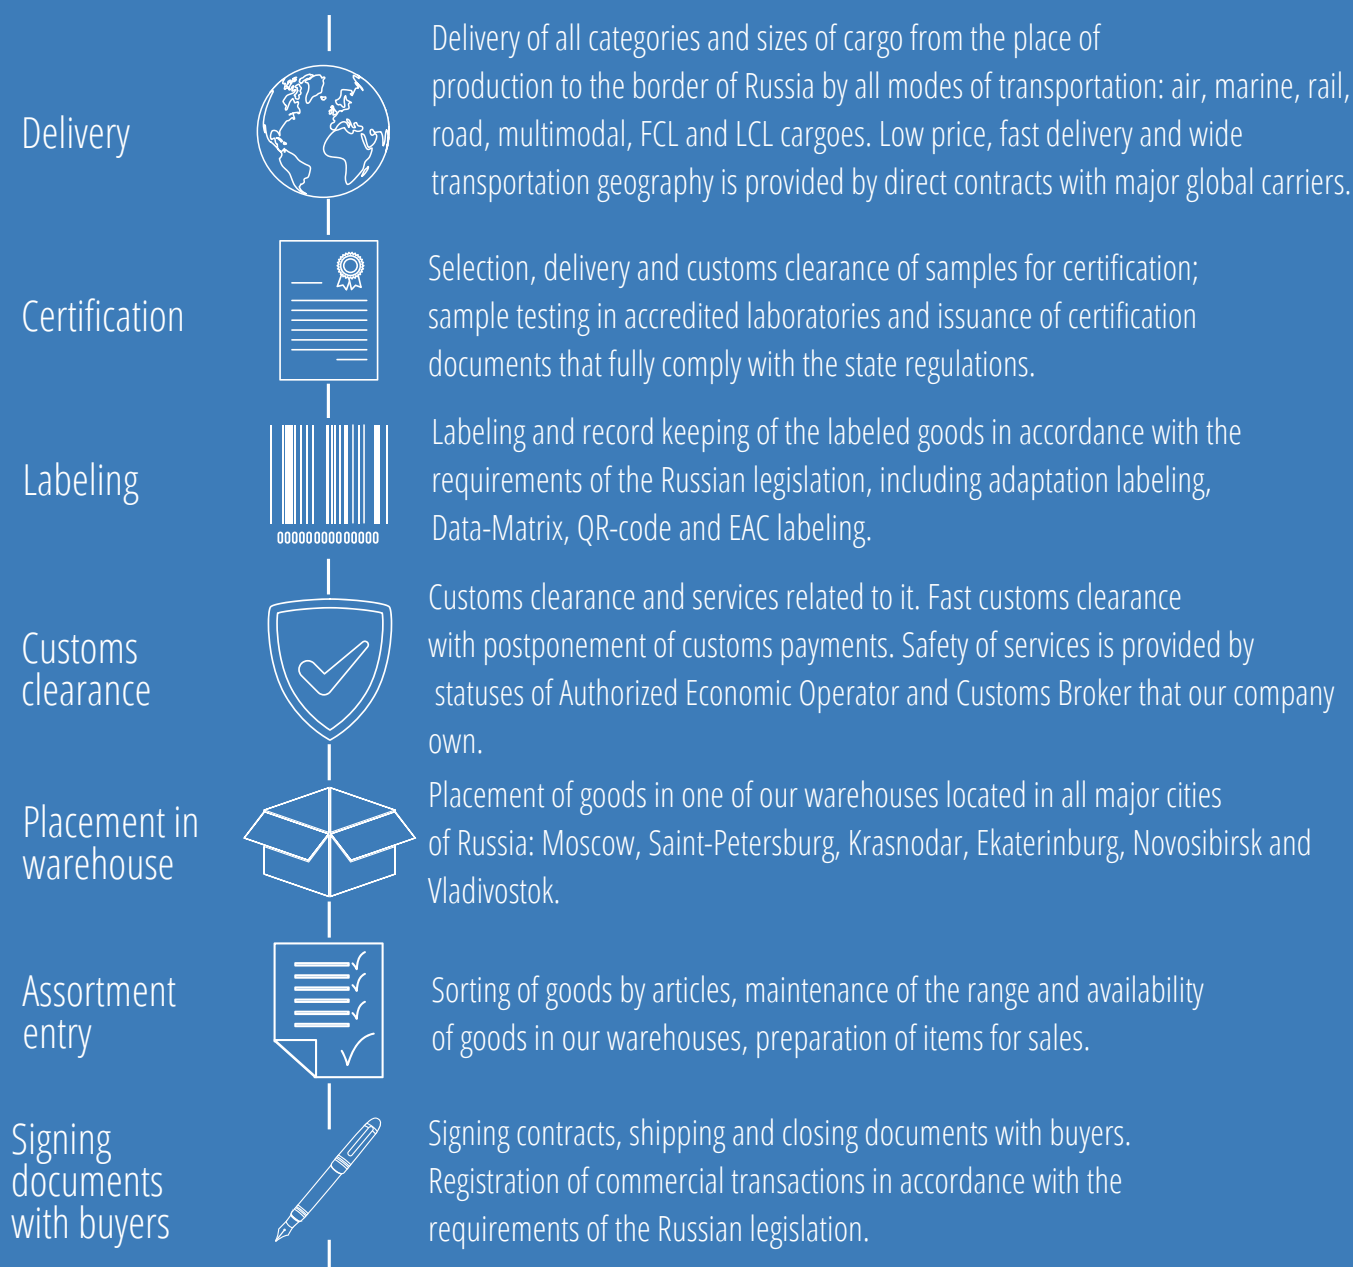 Delivery
Delivery of all categories and sizes of cargo from the place of
production to the border of Russia by all modes of transportation: air, marine, rail,
road, multimodal, FCL and LCL cargoes. Low price, fast delivery and wide
transportation geography is provided by direct contracts with major global carriers.
Certification
Selection, delivery and customs clearance of samples for certification;
sample testing in accredited laboratories and issuance of certification
documents that fully comply with the state regulations.
Labeling
00000000000000
Labeling and record keeping of the labeled goods in accordance with the
requirements of the Russian legislation, including adaptation labeling,
Data-Matrix, QR-code and EAC labeling.
Customs
clearance
Customs clearance and services related to it. Fast customs clearance
with postponement of customs payments. Safety of services is provided by
statuses of Authorized Economic Operator and Customs Broker that our company
own.
Placement in
warehouse
Placement of goods in one of our warehouses located in all major cities
of Russia: Moscow, Saint-Petersburg, Krasnodar, Ekaterinburg, Novosibirsk and
Vladivostok.
Assortment
entry
Sorting of goods by articles, maintenance of the range and availability
of goods in our warehouses, preparation of items for sales.
Signing
documents
with buyers
Signing contracts, shipping and closing documents with buyers.
Registration of commercial transactions in accordance with the
requirements of the Russian legislation.